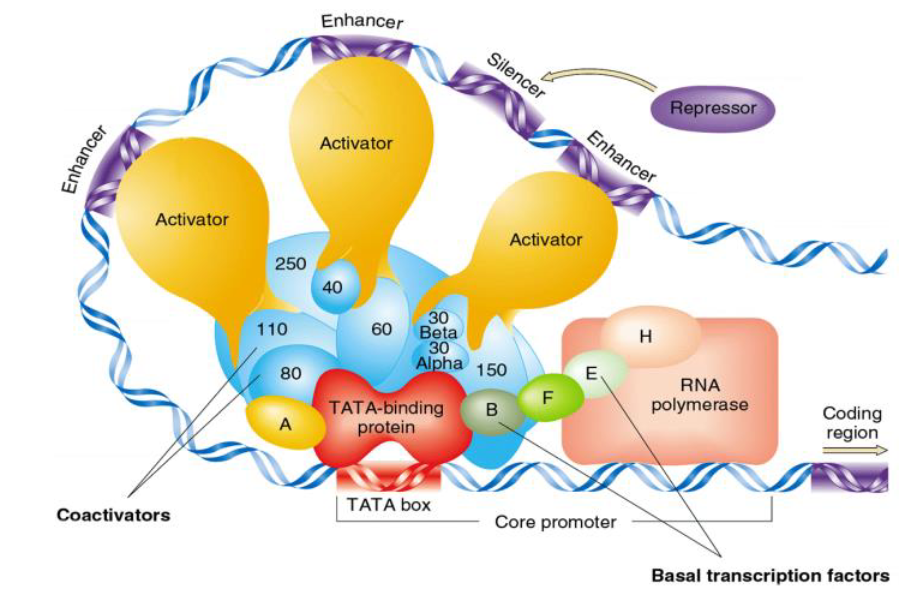 Enhancer
Silencer
Repressor
Enhancer
Enhancer
Activator
Activator
Activator
250
40
110
60
30
Beta
30
Alpha
80
150
H
E
F
B
A
TATA-binding
protein
RNA
polymerase
Coding
region
TATA box
Core promoter
Coactivators
Basal transcription factors